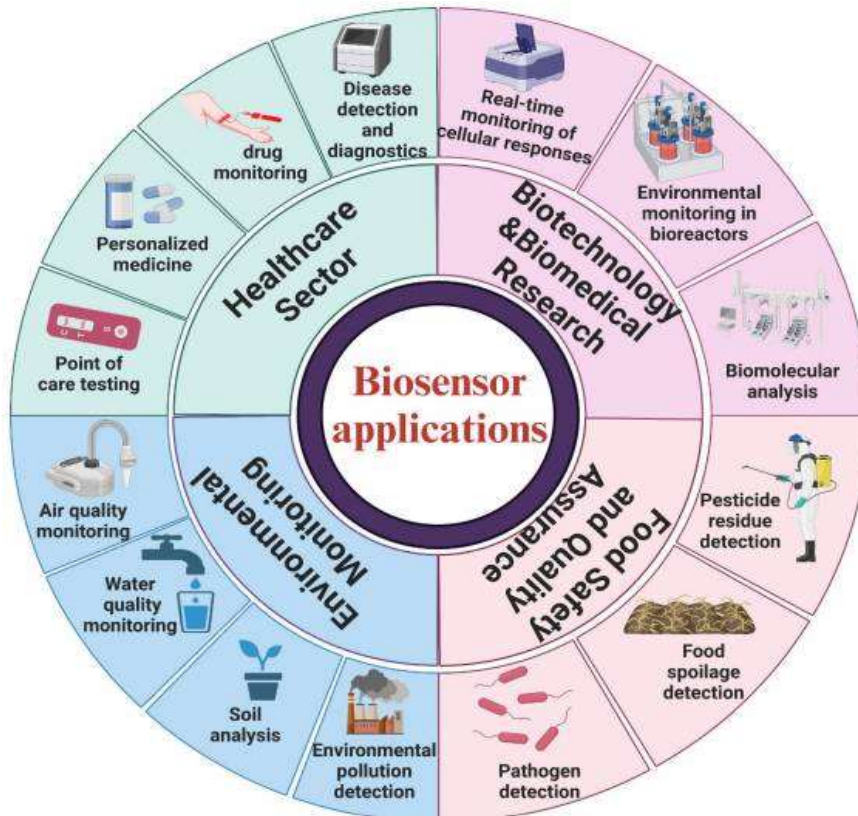 Biosensor
applications
Healthcare
Sector
Disease
detection
and
diagnostics
drug
monitoring
Personalized
medicine
Point of
care testing
Biotechnology
&Biomedical
Research
Real-time
monitoring of
cellular responses
Environmental
monitoring in
bioreactors
Biomolecular
analysis
Food Safety
and Quality
Assurance
Pesticide
residue
detection
Food
spoilage
detection
Pathogen
detection
Environmental
Monitoring
Air quality
monitoring
Water
quality
monitoring
Soil
analysis
Environmental
pollution
detection
C
T
S